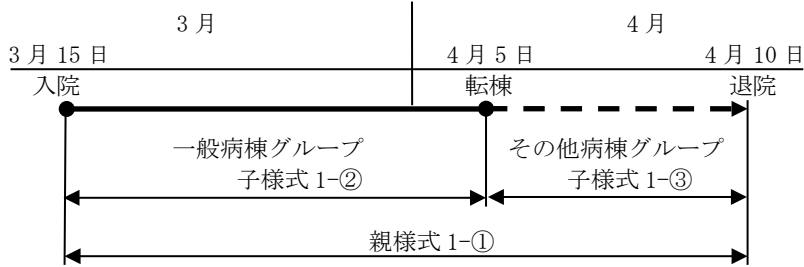 3 月 4 月
3 月 15 日 4 月 5 日 4 月 10 日
入院 転棟 退院
一般病棟グループ その他病棟グループ
子様式 1-② 子様式 1-③
親様式 1-①